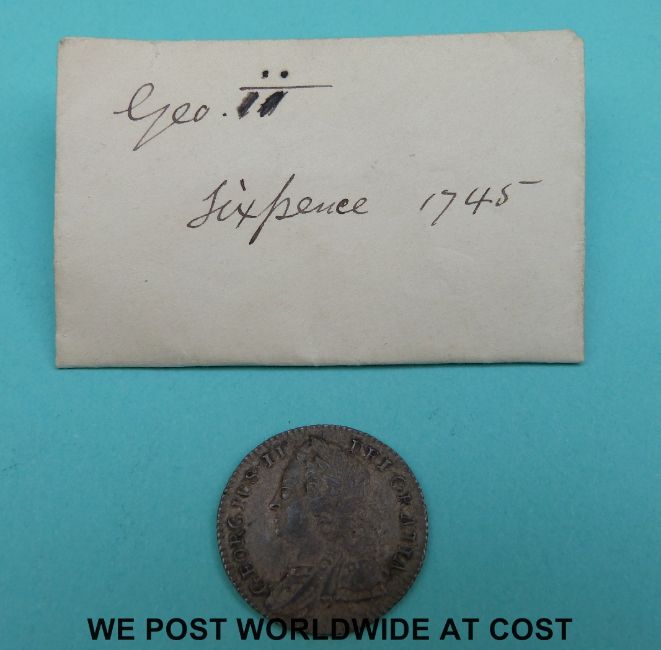 Geo. II
Sixpence 1745
GEORGIUS·II· DEI·GRATIA·
WE POST WORLDWIDE AT COST